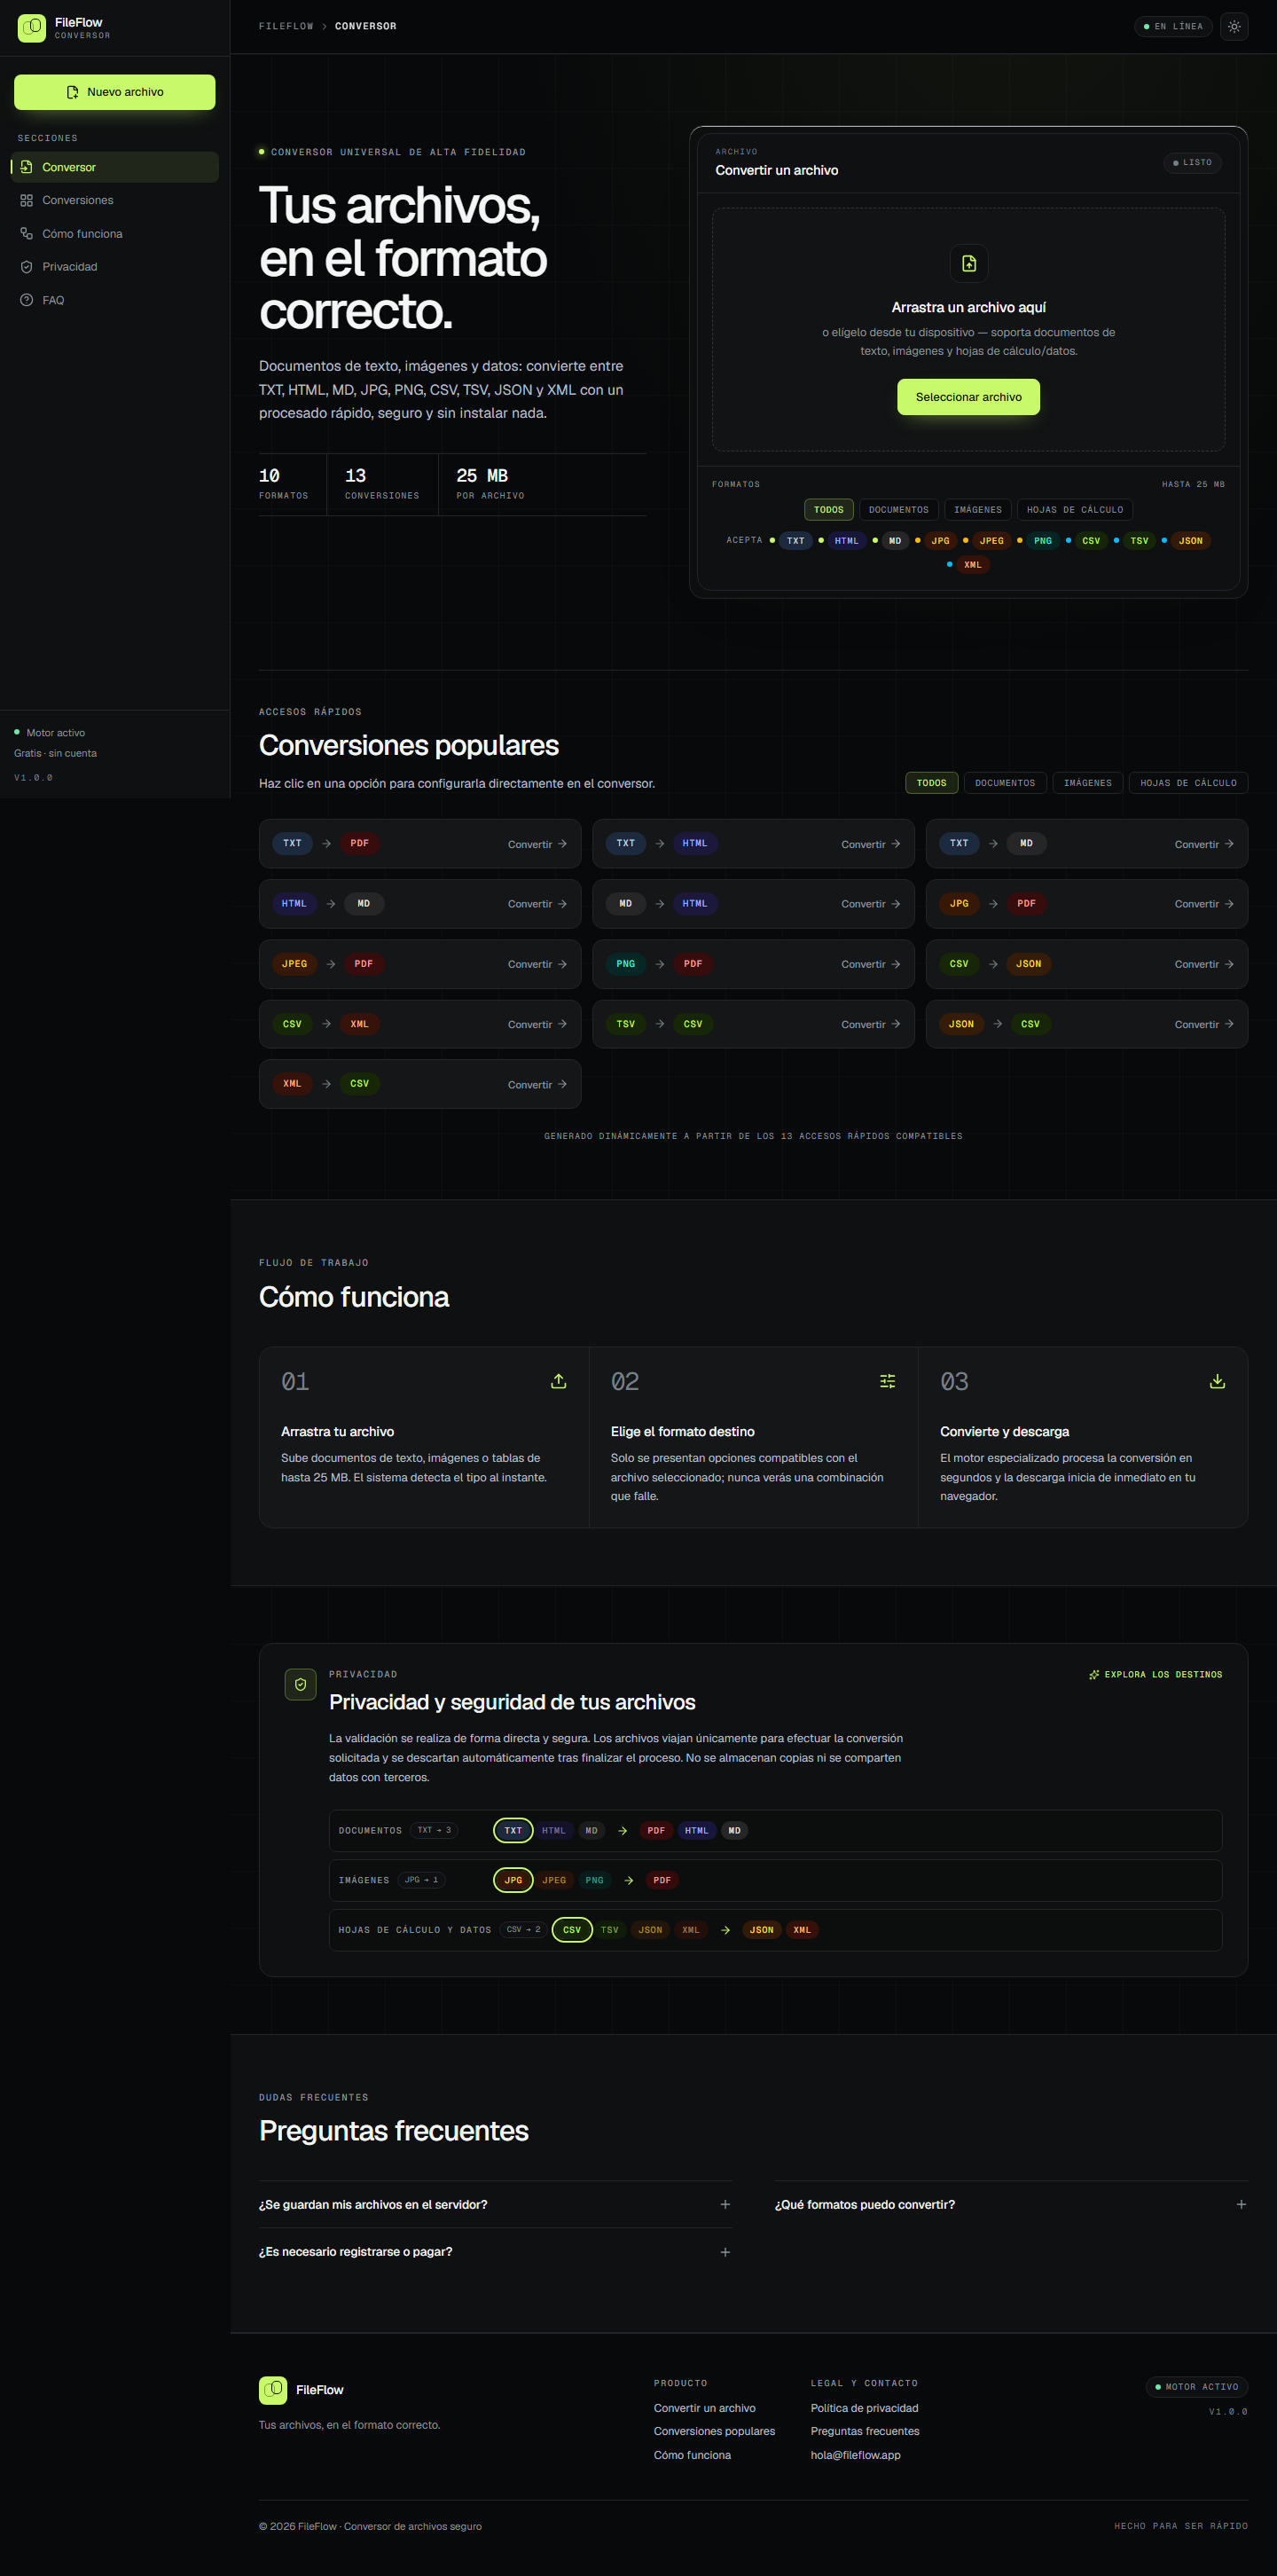 FileFlow
CONVERSOR
Nuevo archivo
SECCIONES
Conversor
Conversiones
Cómo funciona
Privacidad
FAQ
Motor activo
Gratis · sin cuenta
V1.0.0
FILEFLOW > CONVERSOR
EN LÍNEA
CONVERSOR UNIVERSAL DE ALTA FIDELIDAD
Tus archivos,
en el formato
correcto.
Documentos de texto, imágenes y datos: convierte entre
TXT, HTML, MD, JPG, PNG, CSV, TSV, JSON y XML con un
procesado rápido, seguro y sin instalar nada.
10 13 25 MB
FORMATOS CONVERSIONES POR ARCHIVO
ARCHIVO
Convertir un archivo
LISTO
Arrastra un archivo aquí
o elígelo desde tu dispositivo — soporta documentos de
texto, imágenes y hojas de cálculo/datos.
Seleccionar archivo
FORMATOS HASTA 25 MB
TODOS DOCUMENTOS IMÁGENES HOJAS DE CÁLCULO
ACEPTA TXT HTML MD JPG JPEG PNG CSV TSV JSON
XML
ACCESOS RÁPIDOS
Conversiones populares
Haz clic en una opción para configurarla directamente en el conversor.
TODOS DOCUMENTOS IMÁGENES HOJAS DE CÁLCULO
TXT → PDF Convertir → TXT → HTML Convertir → TXT → MD Convertir →
HTML → MD Convertir → MD → HTML Convertir → JPG → PDF Convertir →
JPEG → PDF Convertir → PNG → PDF Convertir → CSV → JSON Convertir →
CSV → XML Convertir → TSV → CSV Convertir → JSON → CSV Convertir →
XML → CSV Convertir →
GENERADO DINÁMICAMENTE A PARTIR DE LOS 13 ACCESOS RÁPIDOS COMPATIBLES
FLUJO DE TRABAJO
Cómo funciona
01
Arrastra tu archivo
Sube documentos de texto, imágenes o tablas de
hasta 25 MB. El sistema detecta el tipo al instante.
02
Elige el formato destino
Solo se presentan opciones compatibles con el
archivo seleccionado; nunca verás una combinación
que falle.
03
Convierte y descarga
El motor especializado procesa la conversión en
segundos y la descarga inicia de inmediato en tu
navegador.
PRIVACIDAD
EXPLORA LOS DESTINOS
Privacidad y seguridad de tus archivos
La validación se realiza de forma directa y segura. Los archivos viajan únicamente para efectuar la conversión
solicitada y se descartan automáticamente tras finalizar el proceso. No se almacenan copias ni se comparten
datos con terceros.
DOCUMENTOS TXT → 3 TXT HTML MD → PDF HTML MD
IMÁGENES JPG → 1 JPG JPEG PNG → PDF
HOJAS DE CÁLCULO Y DATOS CSV → 2 CSV TSV JSON XML → JSON XML
DUDAS FRECUENTES
Preguntas frecuentes
¿Se guardan mis archivos en el servidor? +
¿Qué formatos puedo convertir? +
¿Es necesario registrarse o pagar? +
FileFlow
Tus archivos, en el formato correcto.
PRODUCTO
Convertir un archivo
Conversiones populares
Cómo funciona
LEGAL Y CONTACTO
Política de privacidad
Preguntas frecuentes
hola@fileflow.app
MOTOR ACTIVO
V1.0.0
© 2026 FileFlow · Conversor de archivos seguro
HECHO PARA SER RÁPIDO